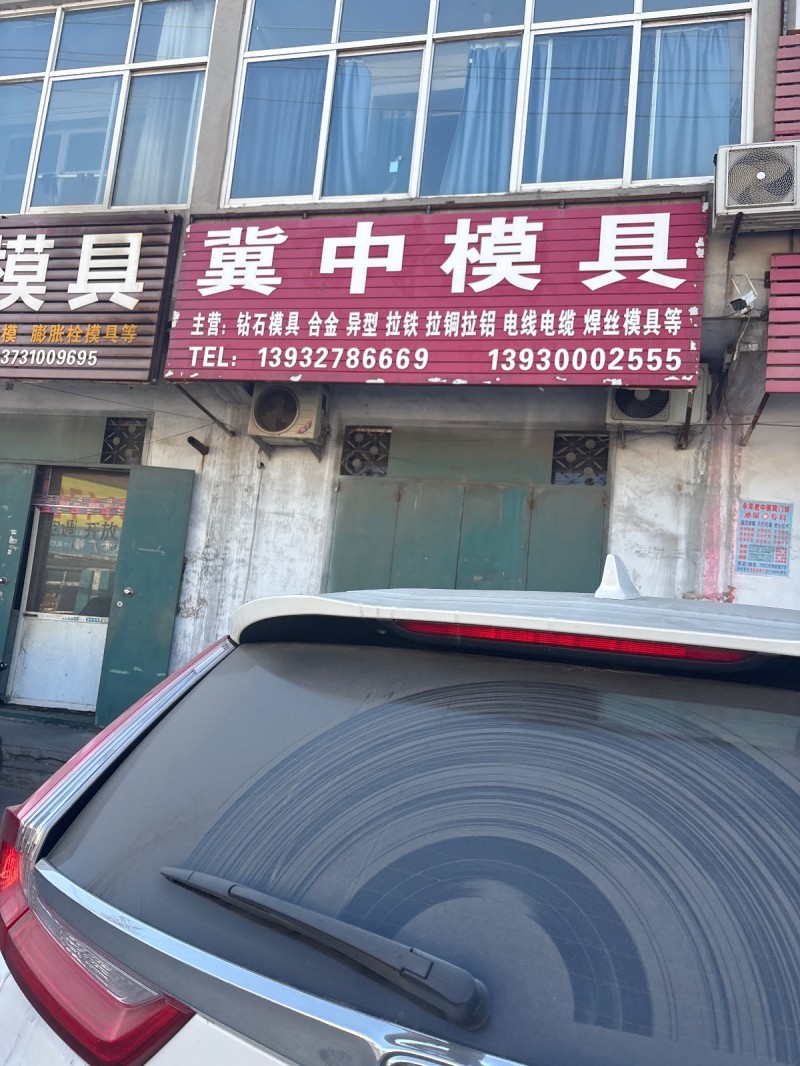 冀中模具
主营：钻石模具 合金 异型 拉铁 拉铜拉铝 电线电缆 焊丝模具等
TEL：13932786669 13930002555
模具
模 膨胀栓模具等
3731009695
开放